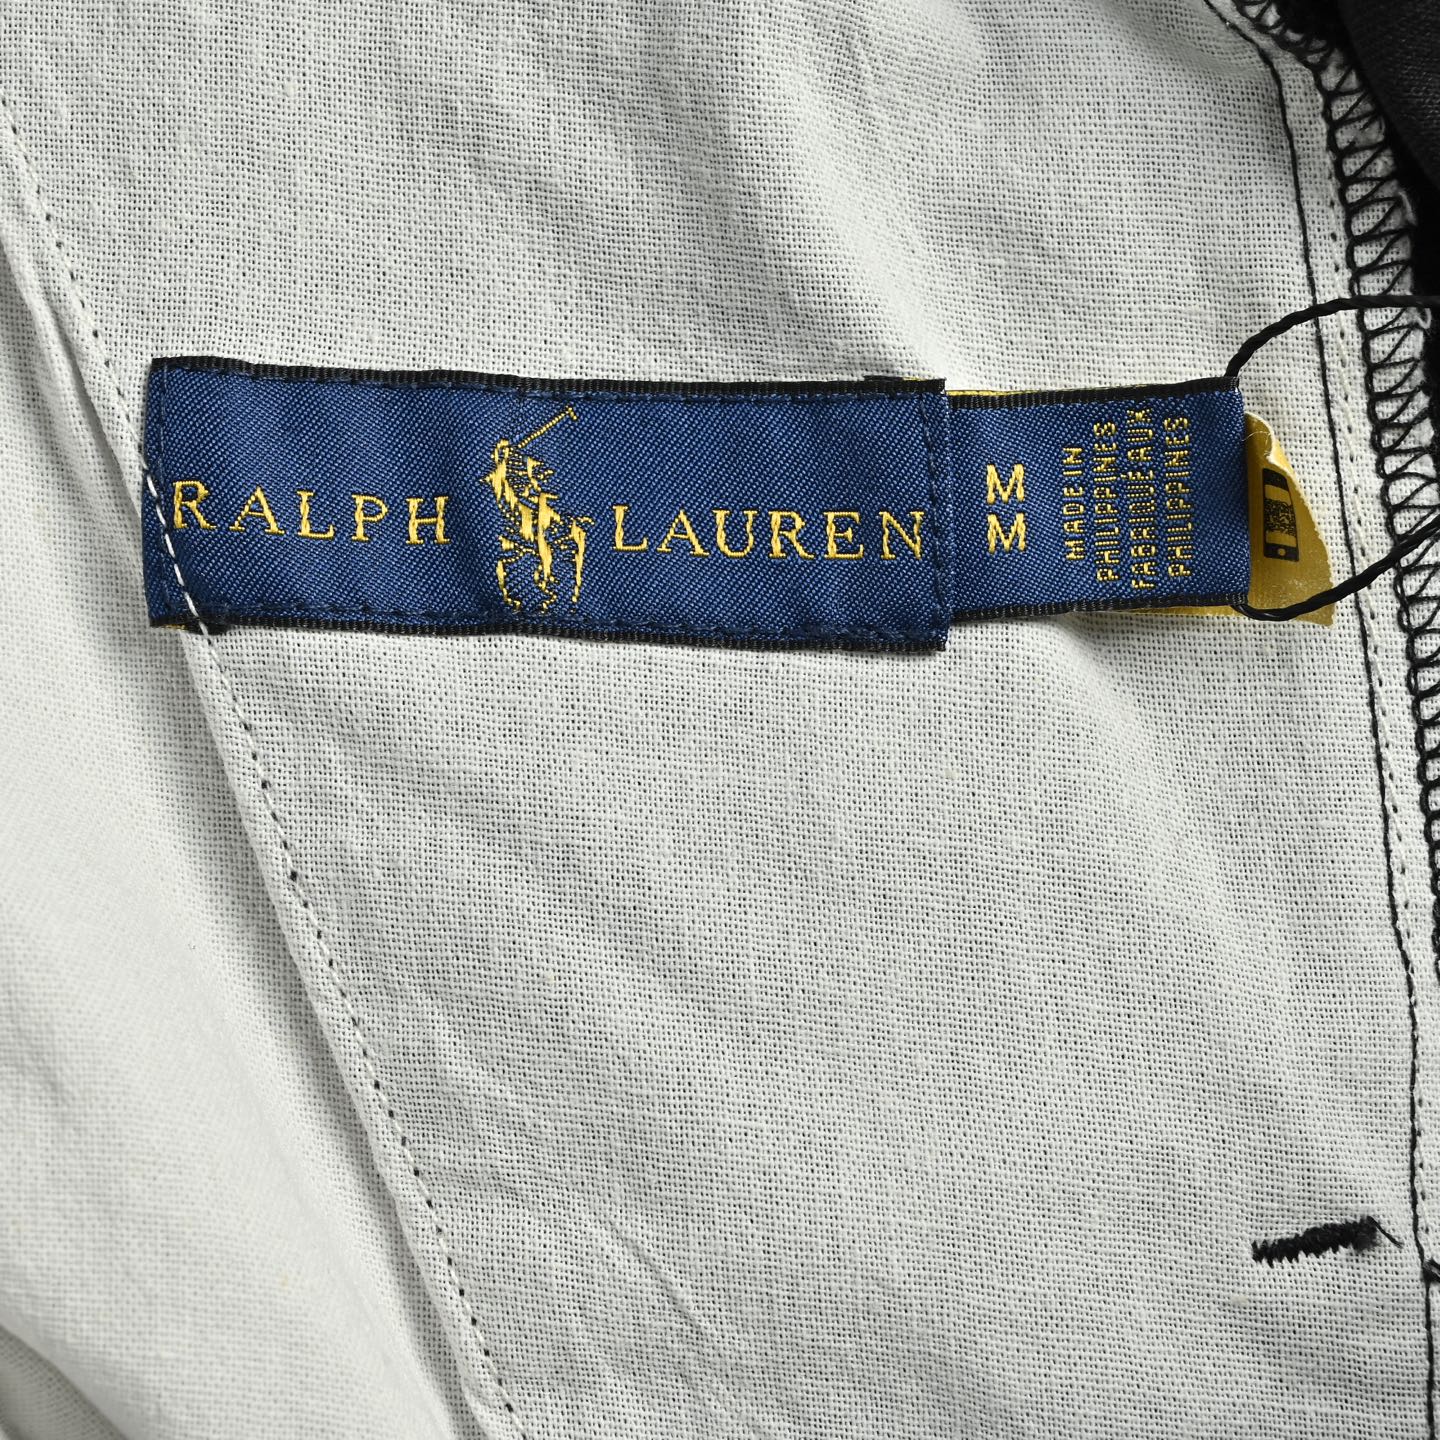 RALPH LAUREN
M
M
MADE IN
PHILIPPINES
FABRIQUÉ AUX
PHILIPPINES